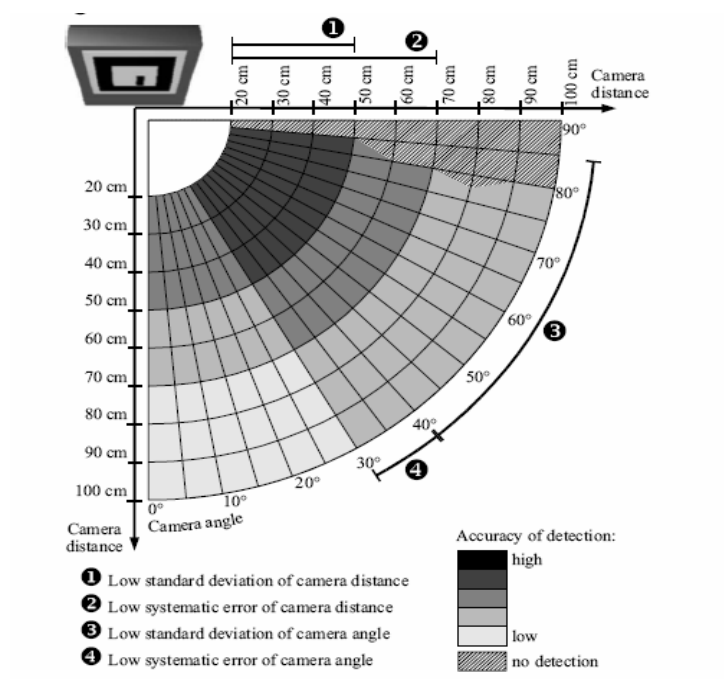 ❶
❷
20 cm
30 cm
40 cm
50 cm
60 cm
70 cm
80 cm
90 cm
100 cm
Camera
distance
90°
80°
70°
60°
❸
50°
40°
❹
30°
20°
10°
0°
Camera angle
20 cm
30 cm
40 cm
50 cm
60 cm
70 cm
80 cm
90 cm
100 cm
Camera
distance
Accuracy of detection:
high
low
no detection
❶ Low standard deviation of camera distance
❷ Low systematic error of camera distance
❸ Low standard deviation of camera angle
❹ Low systematic error of camera angle